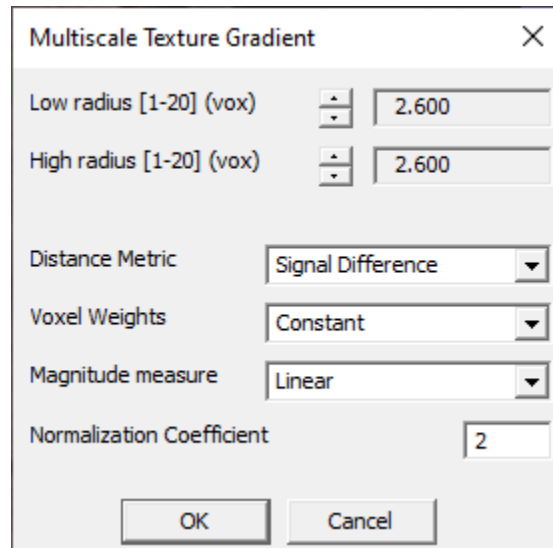 Multiscale Texture Gradient
Low radius [1-20] (vox) 2.600
High radius [1-20] (vox) 2.600
Distance Metric Signal Difference
Voxel Weights Constant
Magnitude measure Linear
Normalization Coefficient 2
OK Cancel